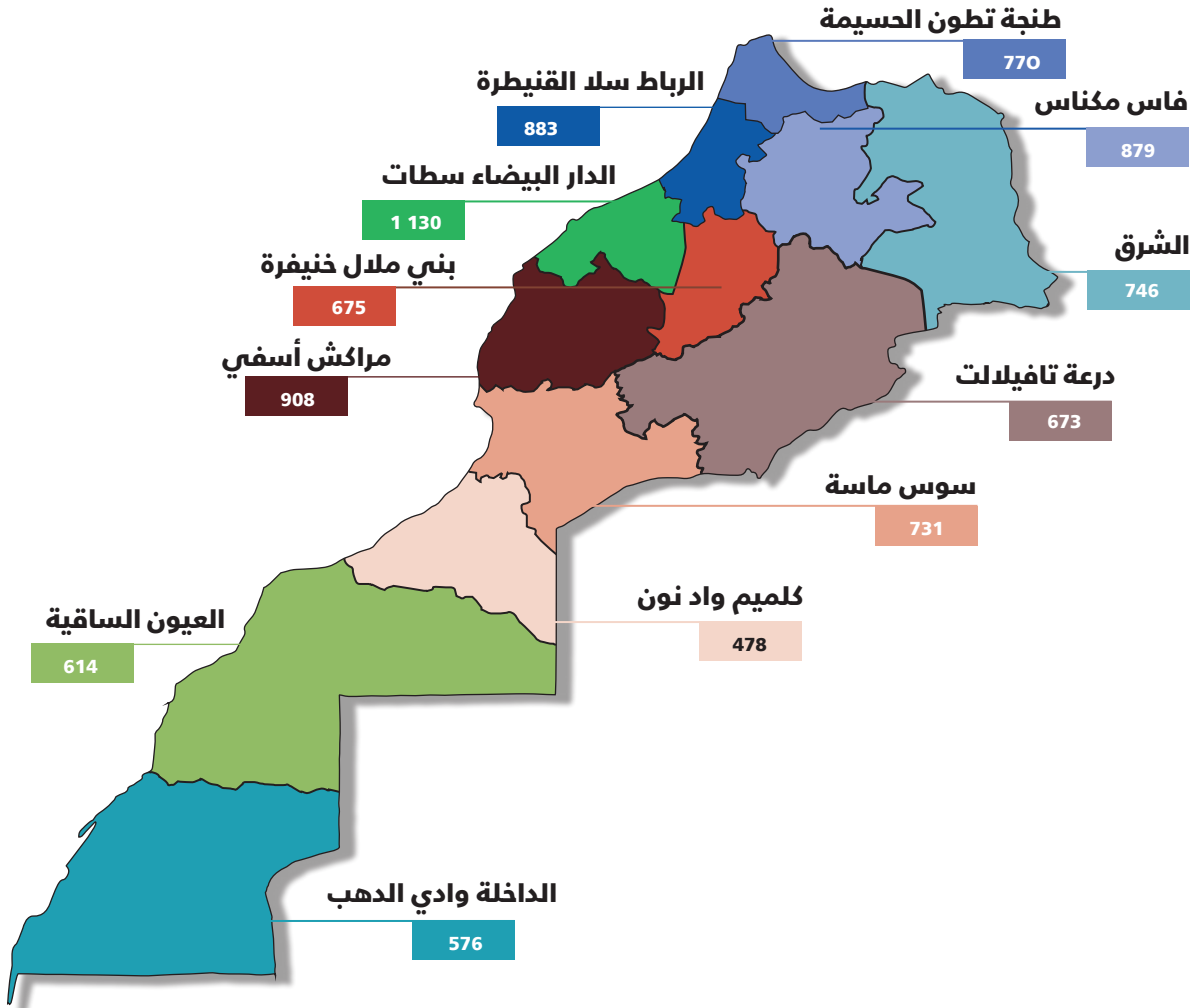 طنجة تطون الحسيمة
770
الرباط سلا القنيطرة
883
فاس مكناس
879
الدار البيضاء سطات
1 130
الشرق
746
بني ملال خنيفرة
675
مراكش أسفي
908
درعة تافيلالت
673
سوس ماسة
731
كلميم واد نون
478
العيون الساقية
614
الداخلة وادي الدهب
576